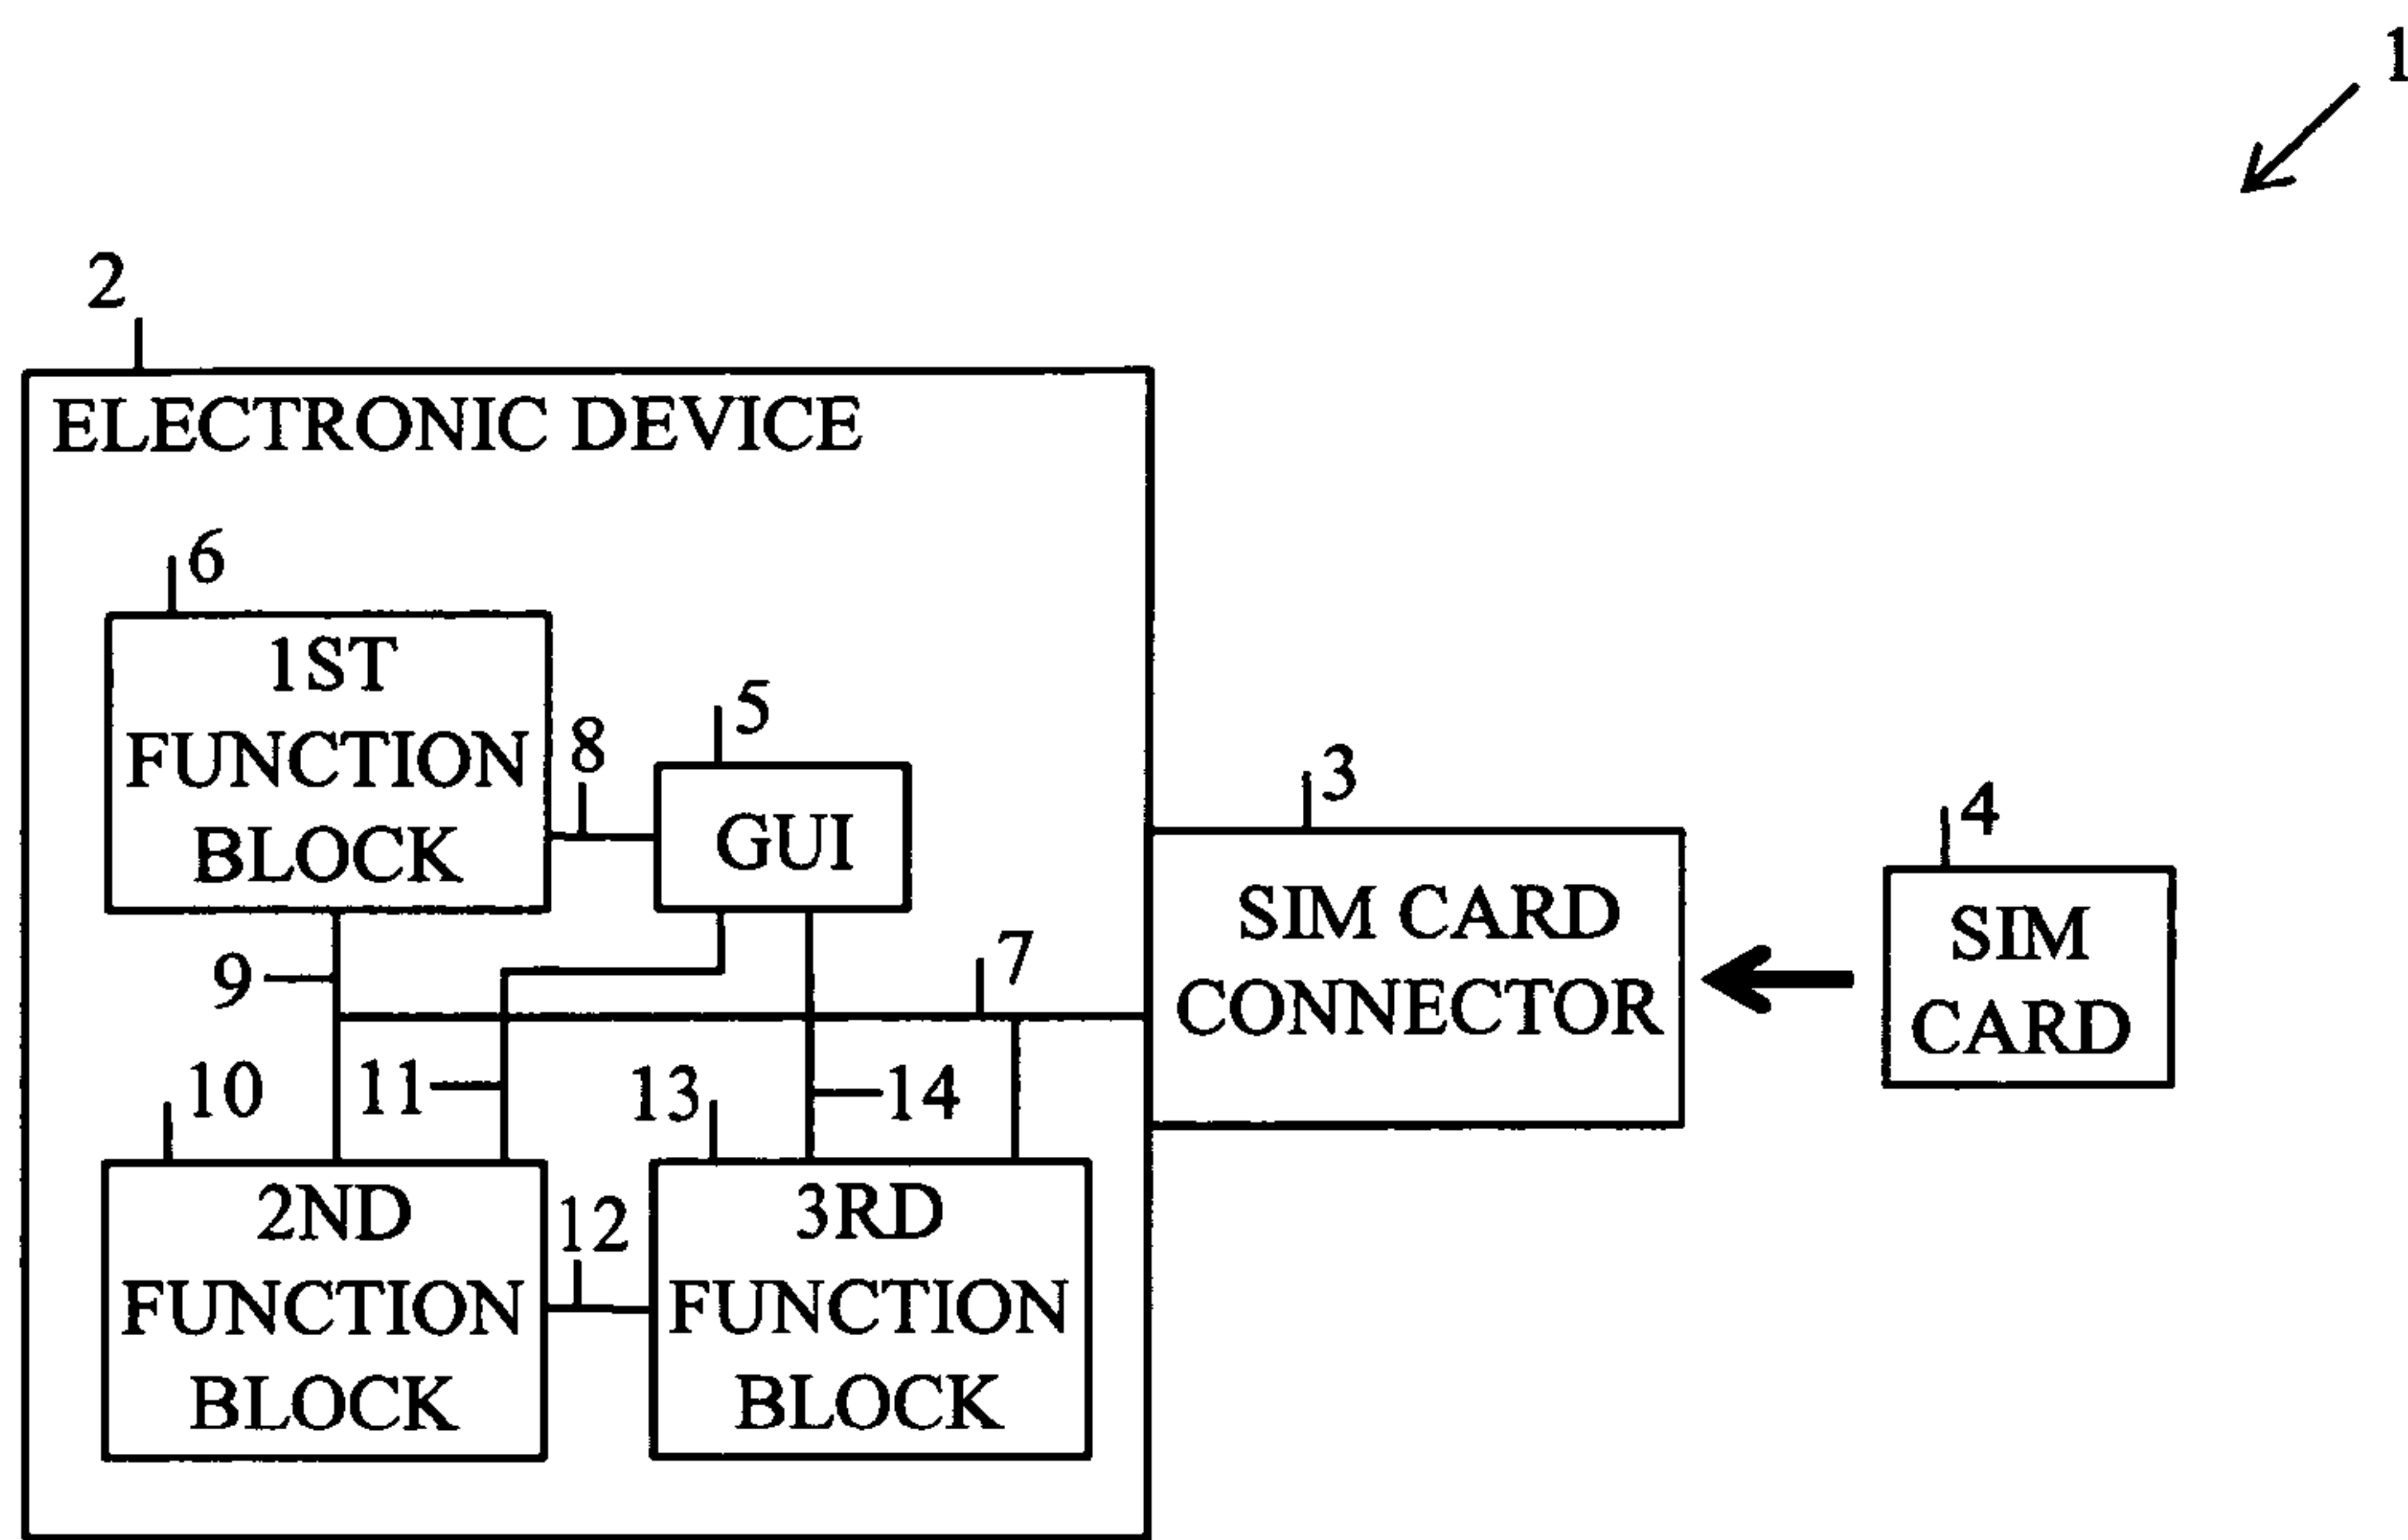 1
2
ELECTRONIC DEVICE
6
1ST
FUNCTION
BLOCK
8
5
GUI
3
SIM CARD
CONNECTOR
4
SIM
CARD
9
7
10
11
13
14
2ND
FUNCTION
BLOCK
12
3RD
FUNCTION
BLOCK